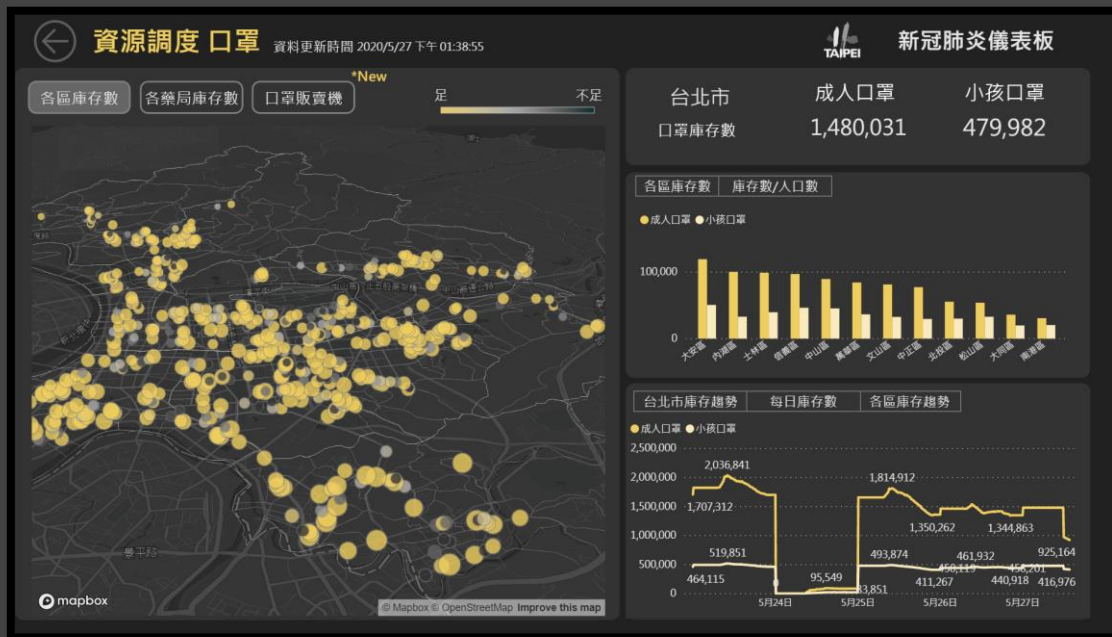 資源調度 口罩 資料更新時間 2020/5/27 下午 01:38:55
TAIPEI 新冠肺炎儀表板
*New
各區庫存數 各藥局庫存數 口罩販賣機
足 不足
景平路
mapbox
© Mapbox © OpenStreetMap Improve this map
台北市 成人口罩 小孩口罩
口罩庫存數 1,480,031 479,982
各區庫存數 庫存數/人口數
成人口罩 小孩口罩
100,000
0
大安區 內湖區 士林區 信義區 中山區 萬華區 文山區 中正區 北投區 松山區 大同區 南港區
台北市庫存趨勢 每日庫存數 各區庫存趨勢
成人口罩 小孩口罩
2,500,000
2,000,000
1,500,000
1,000,000
500,000
0
2,036,841
1,814,912
1,707,312
1,350,262
1,344,863
925,164
519,851
493,874
461,932
464,115
95,549
411,267
440,918
416,976
5月24日 5月25日 5月26日 5月27日